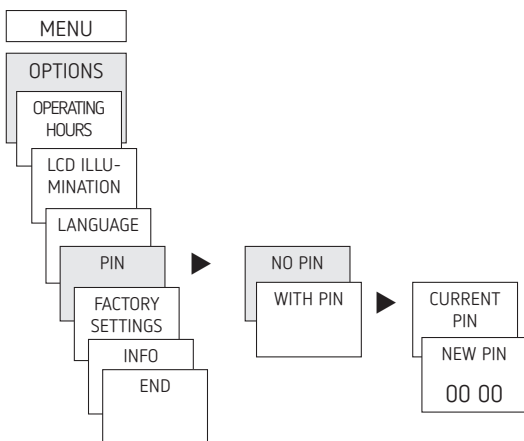 MENU
OPTIONS
OPERATING
HOURS
LCD ILLU-
MINATION
LANGUAGE
PIN
FACTORY
SETTINGS
INFO
END
NO PIN
WITH PIN
CURRENT
PIN
NEW PIN
00 00